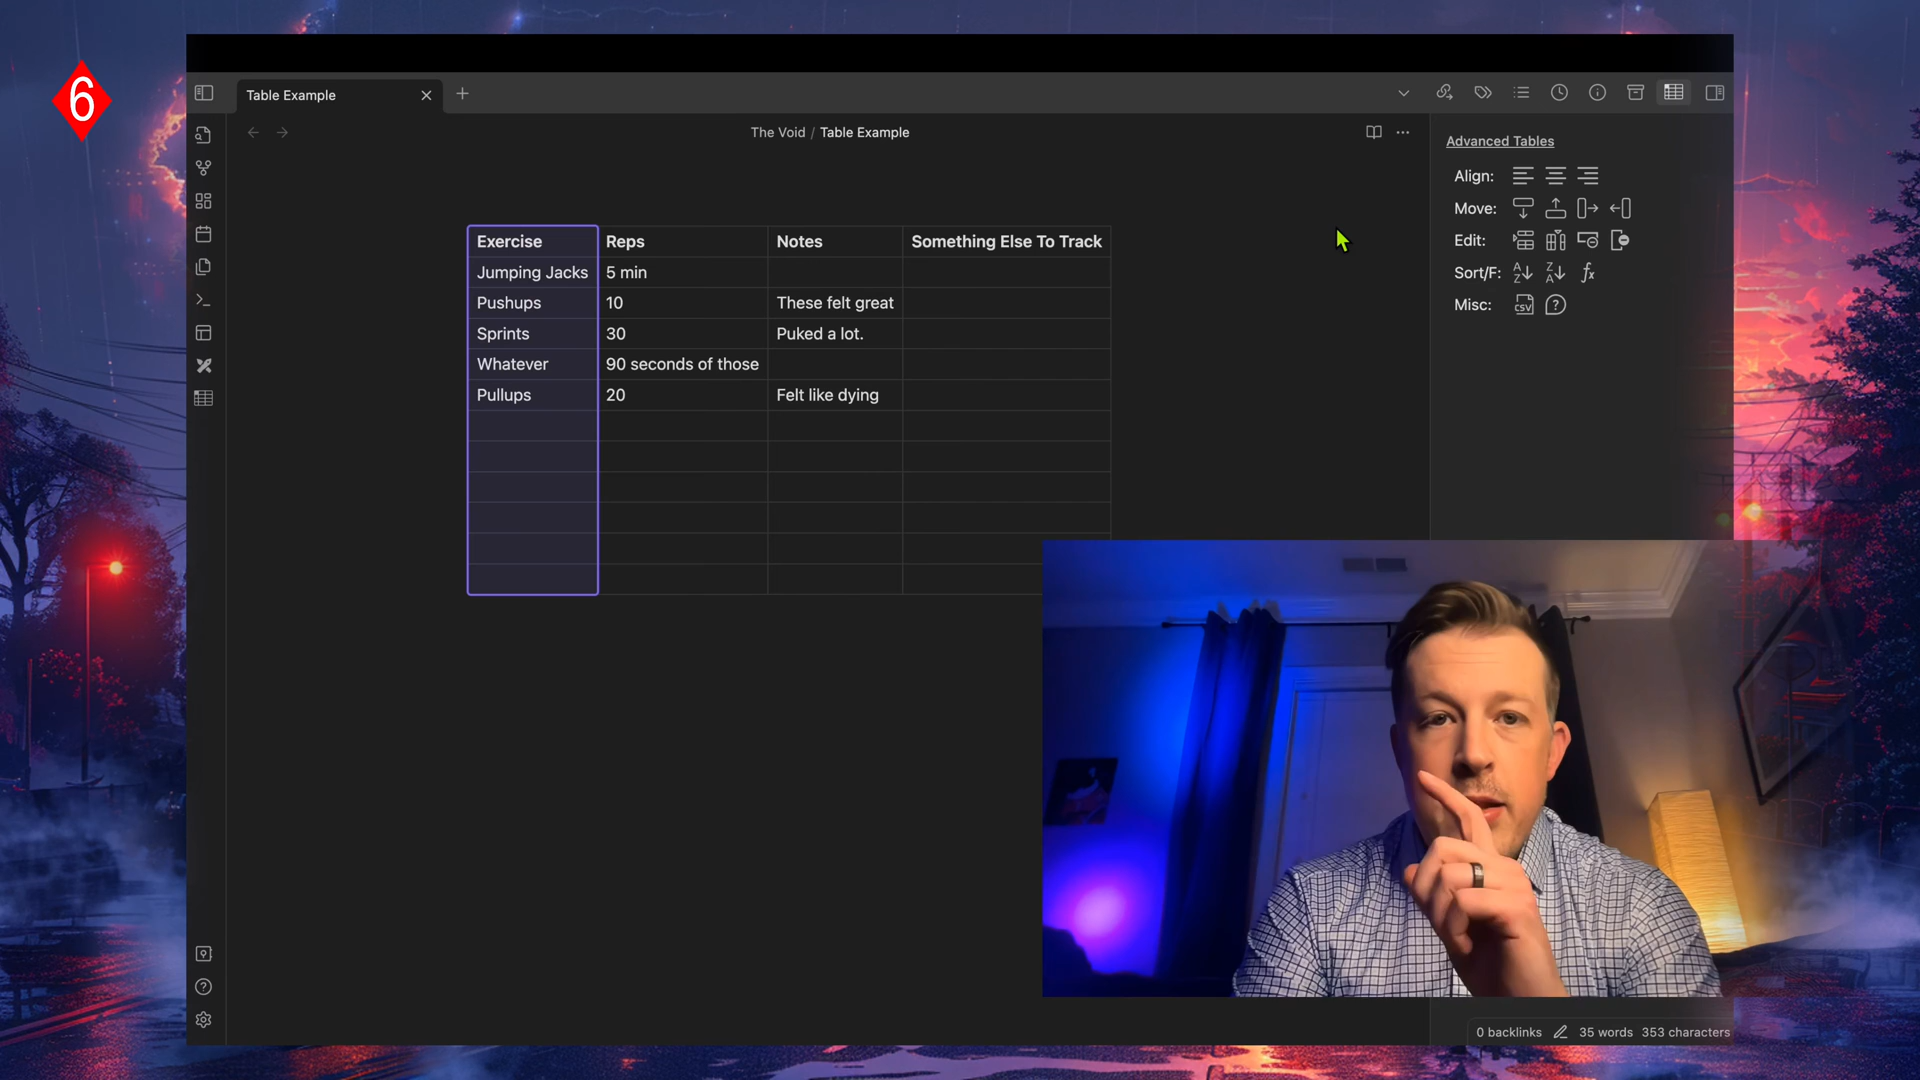 6
Table Example
The Void / Table Example
Advanced Tables
Align:
Move:
Edit:
Sort/F:
A Z
Z A
fx
Misc:
CSV
Exercise Reps Notes Something Else To Track
Jumping Jacks 5 min
Pushups 10 These felt great
Sprints 30 Puked a lot.
Whatever 90 seconds of those
Pullups 20 Felt like dying
0 backlinks 35 words 353 characters